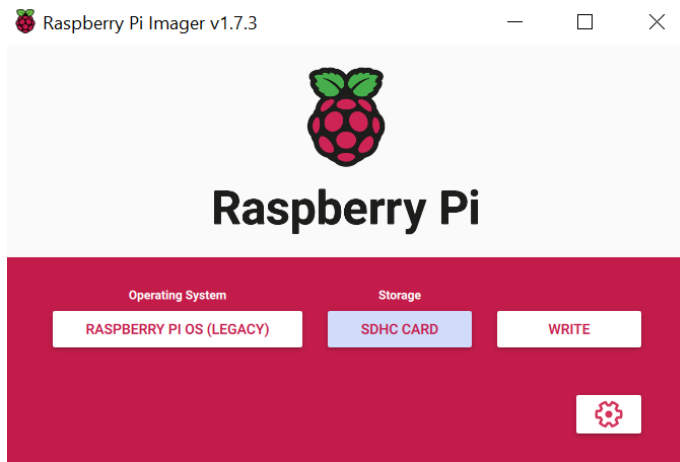 Raspberry Pi Imager v1.7.3
Raspberry Pi
Operating System
Storage
RASPBERRY PI OS (LEGACY)
SDHC CARD
WRITE